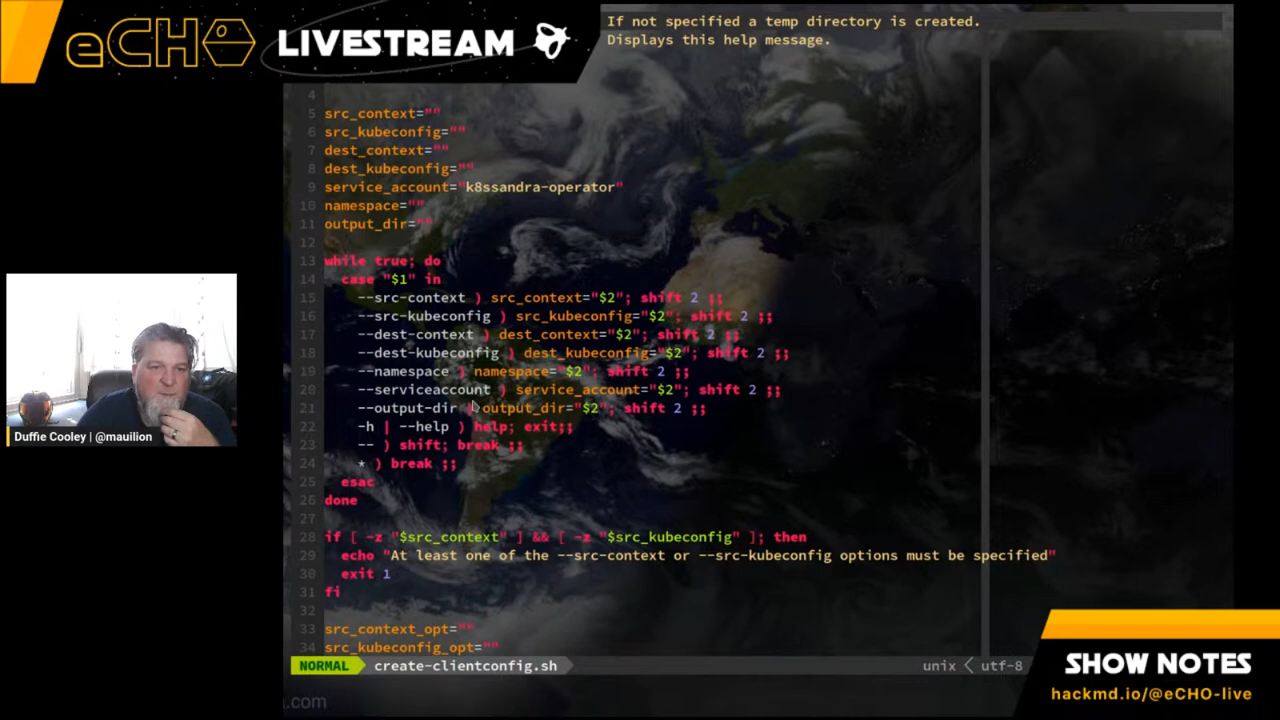 eCHO LIVESTREAM
If not specified a temp directory is created.
Displays this help message.
4
5 src_context=""
6 src_kubeconfig=""
7 dest_context=""
8 dest_kubeconfig=""
9 service_account="k8ssandra-operator"
10 namespace=""
11 output_dir=""
12
13 while true; do
14 case "$1" in
15 --src-context ) src_context="$2"; shift 2 ;;
16 --src-kubeconfig ) src_kubeconfig="$2"; shift 2 ;;
17 --dest-context ) dest_context="$2"; shift 2 ;;
18 --dest-kubeconfig ) dest_kubeconfig="$2"; shift 2 ;;
19 --namespace ) namespace="$2"; shift 2 ;;
20 --serviceaccount ) service_account="$2"; shift 2 ;;
21 --output-dir ) output_dir="$2"; shift 2 ;;
22 -h | --help ) help; exit;;
23 -- ) shift; break ;;
24 * ) break ;;
25 esac
26 done
27
28 if [ -z "$src_context" ] && [ -z "$src_kubeconfig" ]; then
29 echo "At least one of the --src-context or --src-kubeconfig options must be specified"
30 exit 1
31 fi
32
33 src_context_opt=""
34 src_kubeconfig_opt=""
NORMAL create-clientconfig.sh unix < utf-8
Duffie Cooley | @mauilion
.com
SHOW NOTES
hackmd.io/@eCHO-live